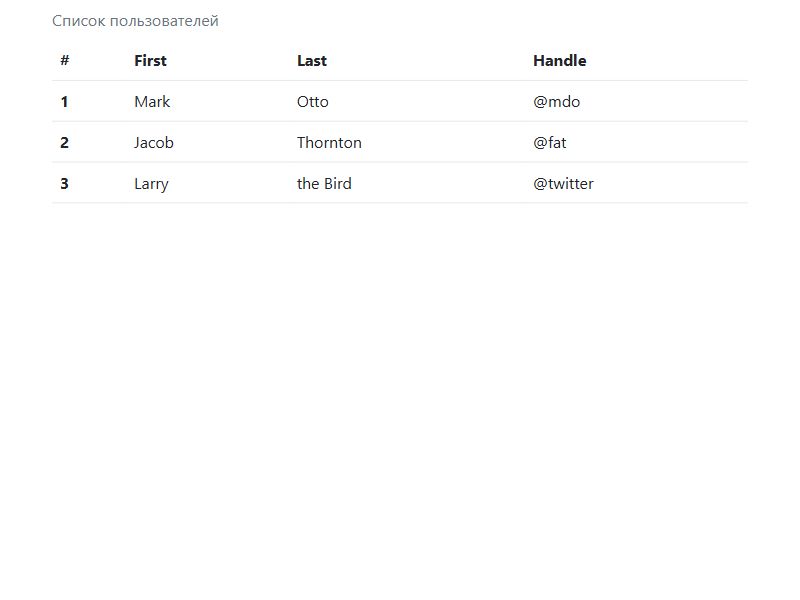 Список пользователей
# First Last Handle
1 Mark Otto @mdo
2 Jacob Thornton @fat
3 Larry the Bird @twitter